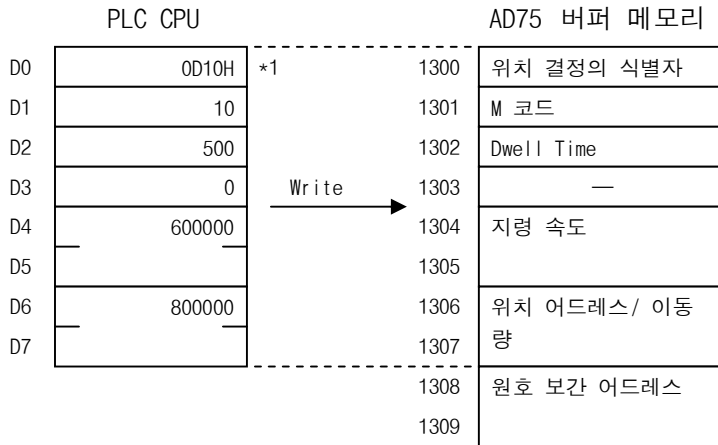 PLC CPU AD75 버퍼 메모리
D0 0D10H *1 1300 위치 결정의 식별자
D1 10 1301 M 코드
D2 500 1302 Dwell Time
D3 0 Write 1303 —
D4 600000 1304 지령 속도
D5 1305
D6 800000 1306 위치 어드레스/ 이동
D7 1307 량
1308 원호 보간 어드레스
1309